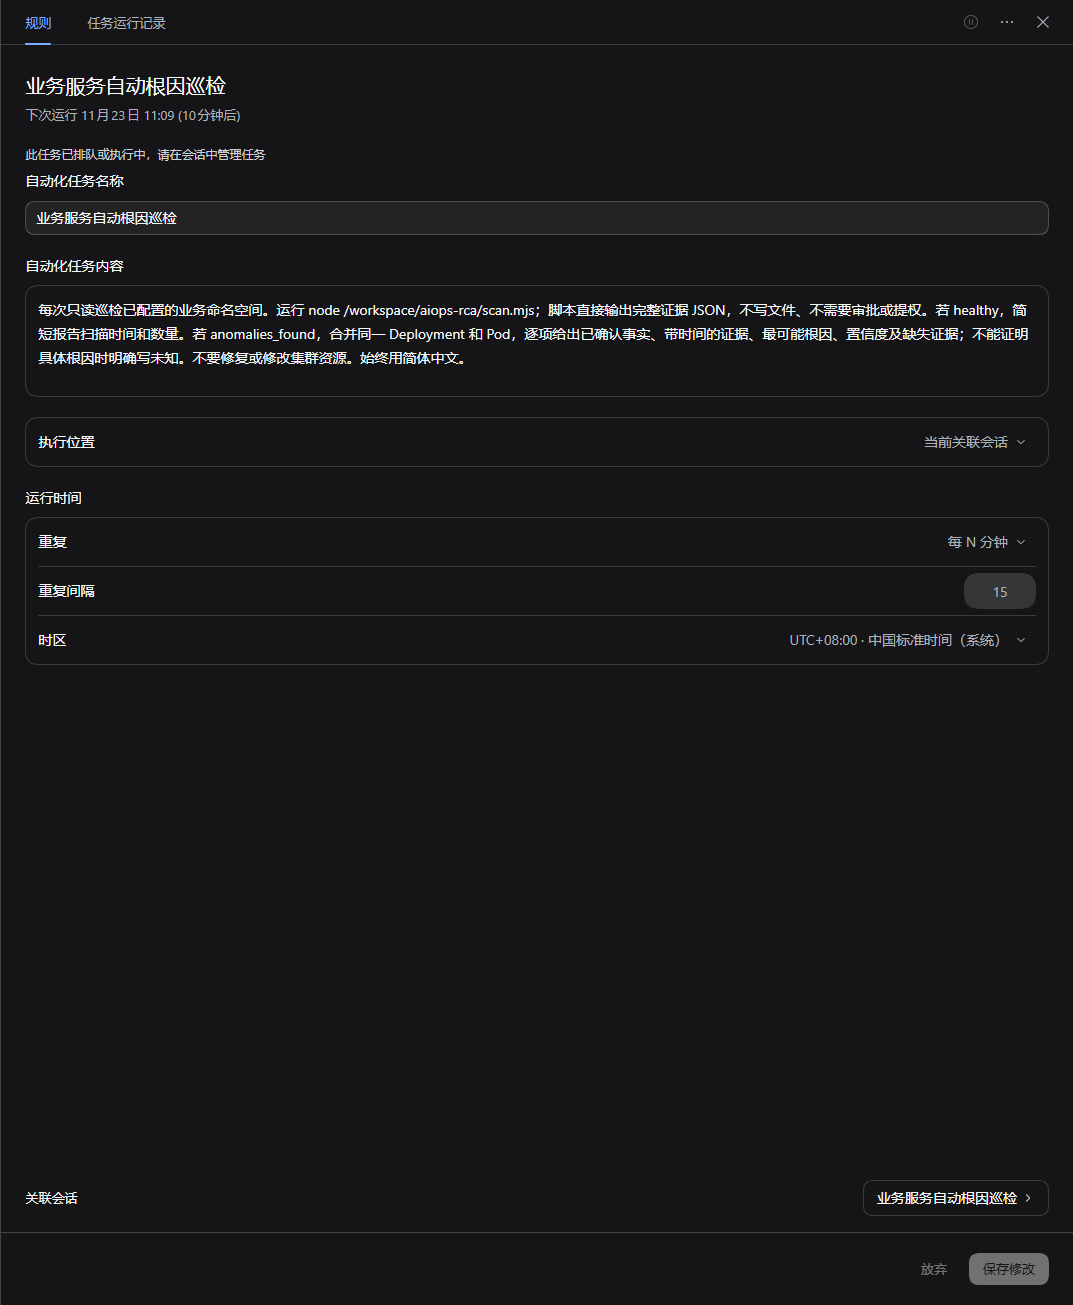 规则 任务运行记录
业务服务自动根因巡检
下次运行 11月23日 11:09 (10分钟后)
此任务已排队或执行中，请在会话中管理任务
自动化任务名称
业务服务自动根因巡检
自动化任务内容
每次只读巡检已配置的业务命名空间。运行 node /workspace/aiops-rca/scan.mjs；脚本直接输出完整证据 JSON，不写文件、不需要审批或提权。若 healthy，简
短报告扫描时间和数量。若 anomalies_found，合并同一 Deployment 和 Pod，逐项给出已确认事实、带时间的证据、最可能根因、置信度及缺失证据；不能证明
具体根因时明确写未知。不要修复或修改集群资源。始终用简体中文。
执行位置 当前关联会话
运行时间
重复 每 N 分钟
重复间隔 15
时区 UTC+08:00 · 中国标准时间（系统）
关联会话 业务服务自动根因巡检
放弃 保存修改